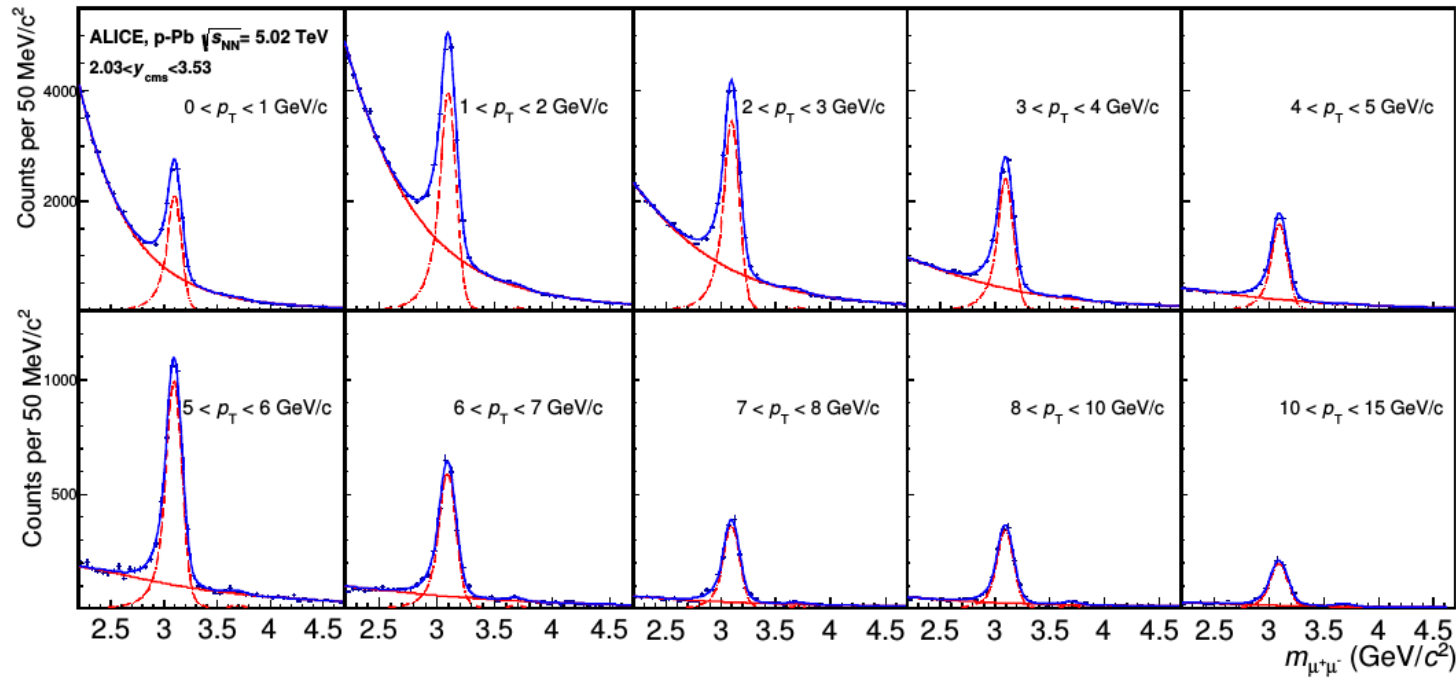 ALICE, p-Pb √s_NN = 5.02 TeV
2.03<y_cms<3.53
0 < p_T < 1 GeV/c
1 < p_T < 2 GeV/c
2 < p_T < 3 GeV/c
3 < p_T < 4 GeV/c
4 < p_T < 5 GeV/c
Counts per 50 MeV/c²
4000
2000
5 < p_T < 6 GeV/c
6 < p_T < 7 GeV/c
7 < p_T < 8 GeV/c
8 < p_T < 10 GeV/c
10 < p_T < 15 GeV/c
Counts per 50 MeV/c²
1000
500
2.5 3 3.5 4 4.5 2.5 3 3.5 4 4.5 2.5 3 3.5 4 4.5 2.5 3 3.5 4 4.5 2.5 3 3.5 4 4.5
m_μ⁺μ⁻ (GeV/c²)